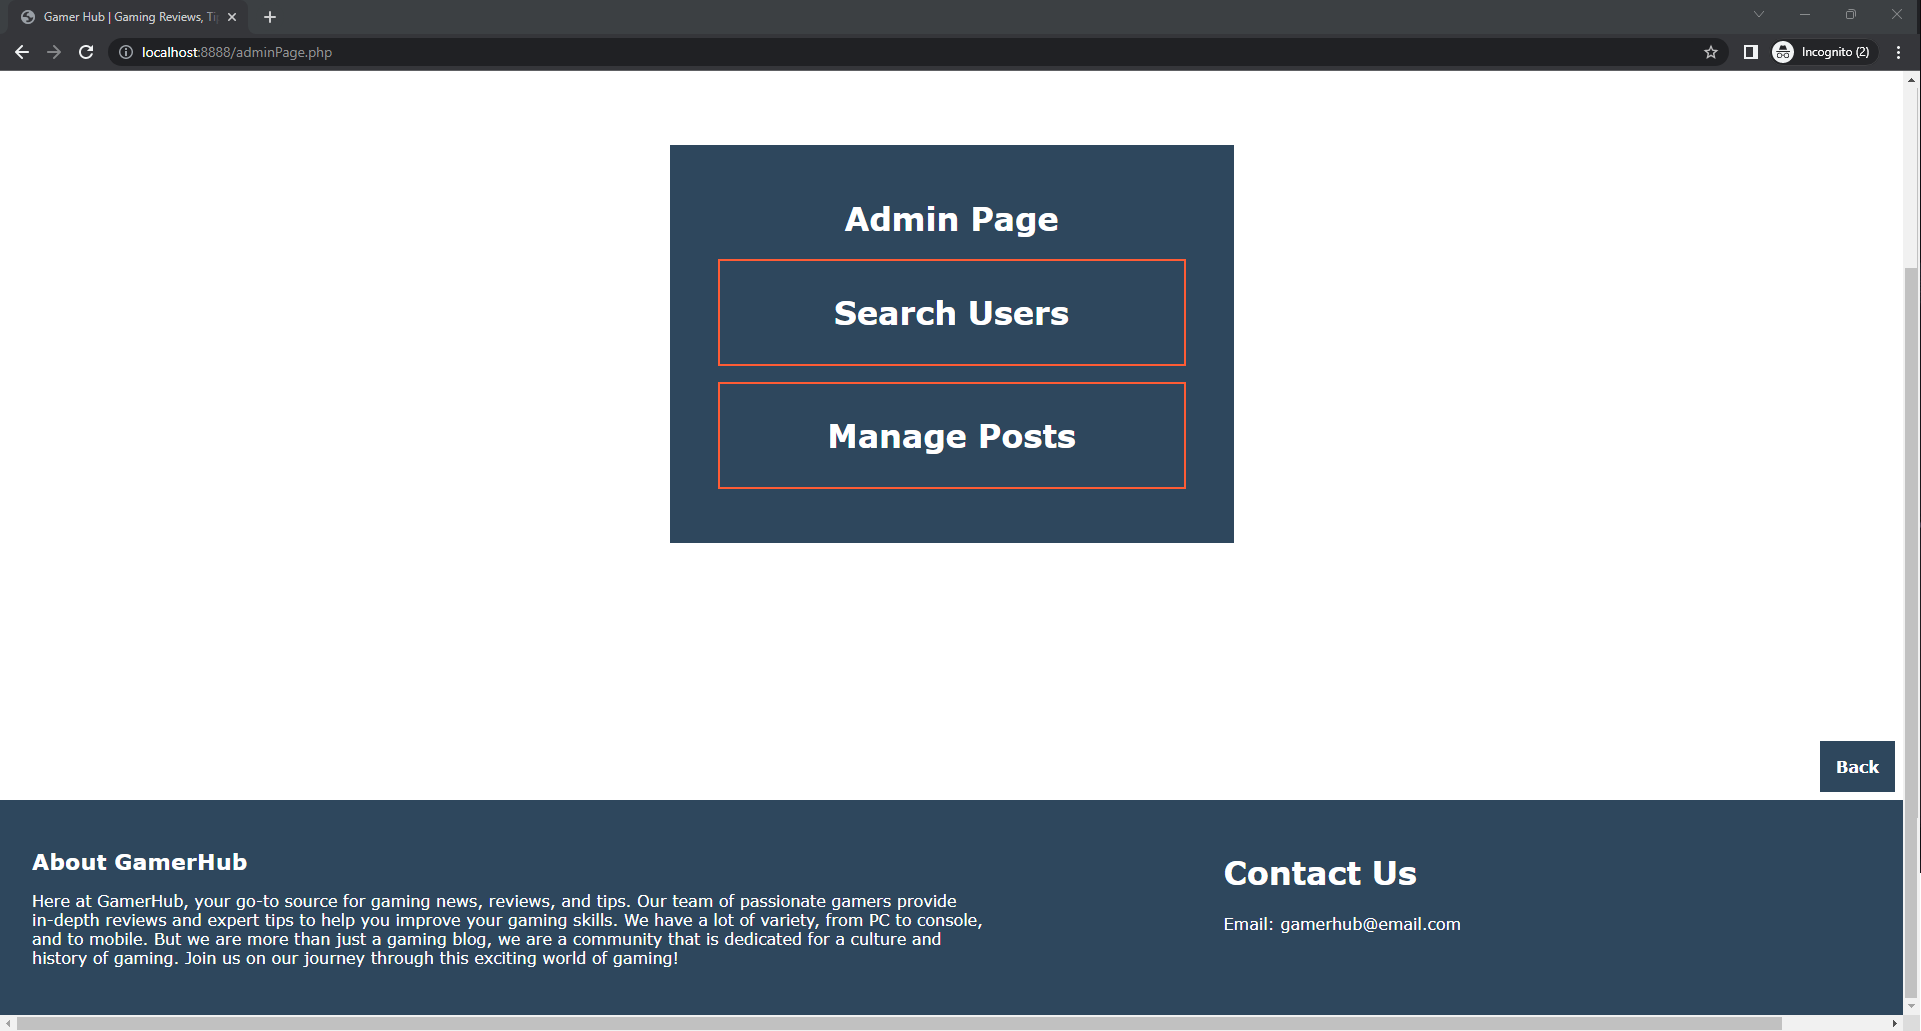 Gamer Hub | Gaming Reviews, Ti
localhost:8888/adminPage.php
Incognito (2)
Admin Page
Search Users
Manage Posts
Back
About GamerHub
Here at GamerHub, your go-to source for gaming news, reviews, and tips. Our team of passionate gamers provide
in-depth reviews and expert tips to help you improve your gaming skills. We have a lot of variety, from PC to console,
and to mobile. But we are more than just a gaming blog, we are a community that is dedicated for a culture and
history of gaming. Join us on our journey through this exciting world of gaming!
Contact Us
Email: gamerhub@email.com